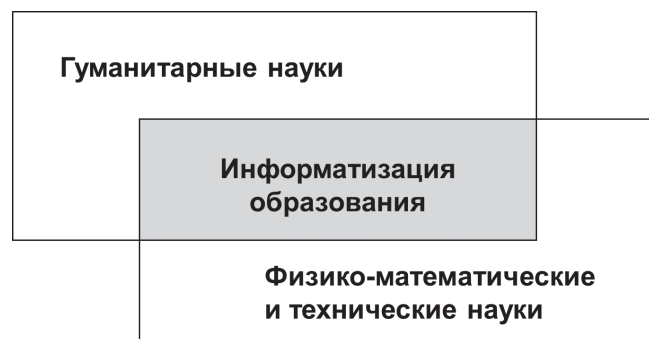 Гуманитарные науки
Информатизация
образования
Физико-математические
и технические науки